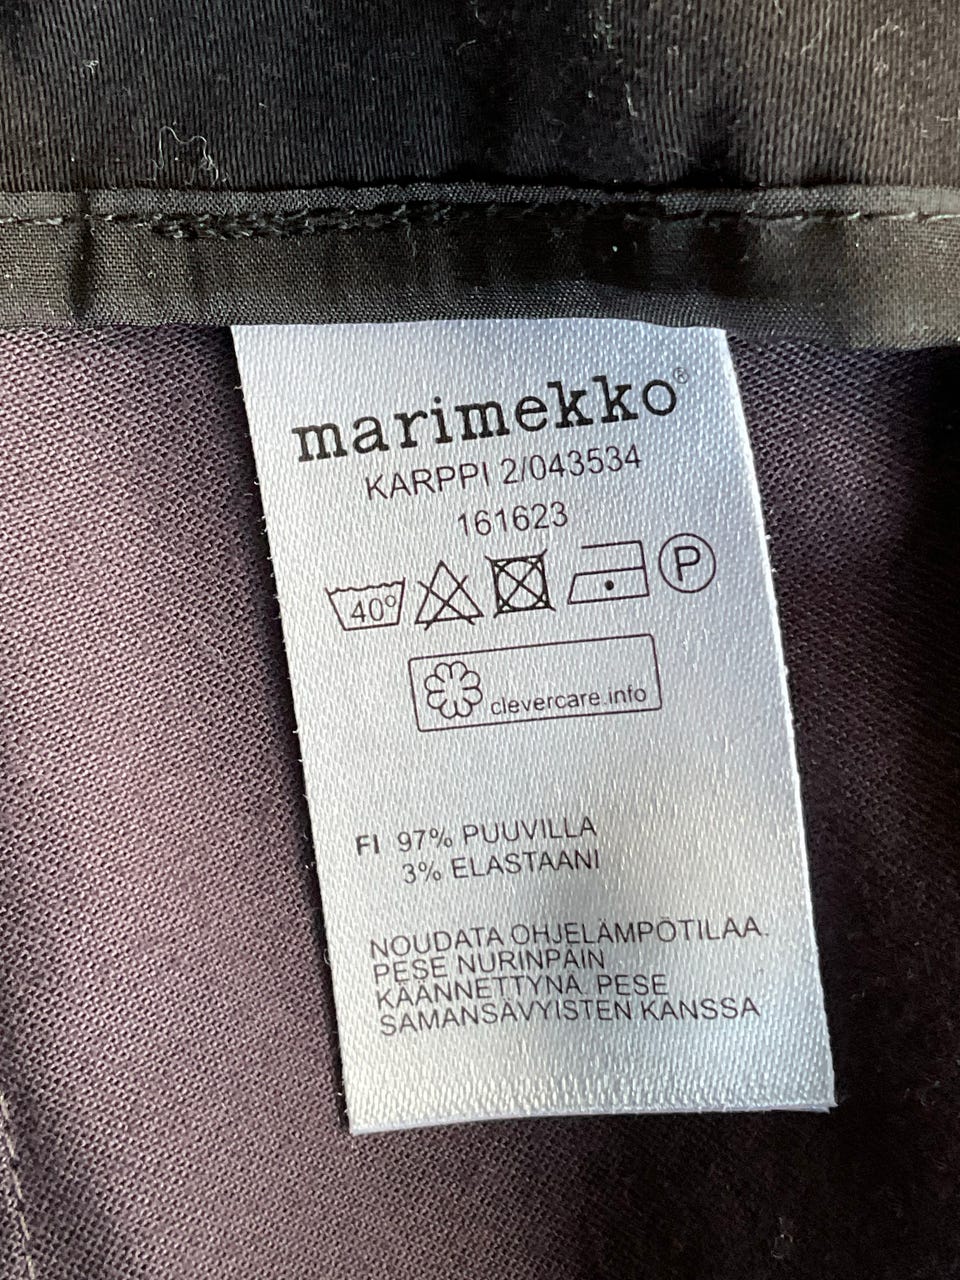 marimekko®
KARPPI 2/043534
161623
40° P
clevercare.info
FI 97% PUUVILLA
3% ELASTAANI
NOUDATA OHJELÄMPÖTILAA.
PESE NURINPÄIN
KÄÄNNETTYNÄ. PESE
SAMANSÄVYISTEN KANSSA